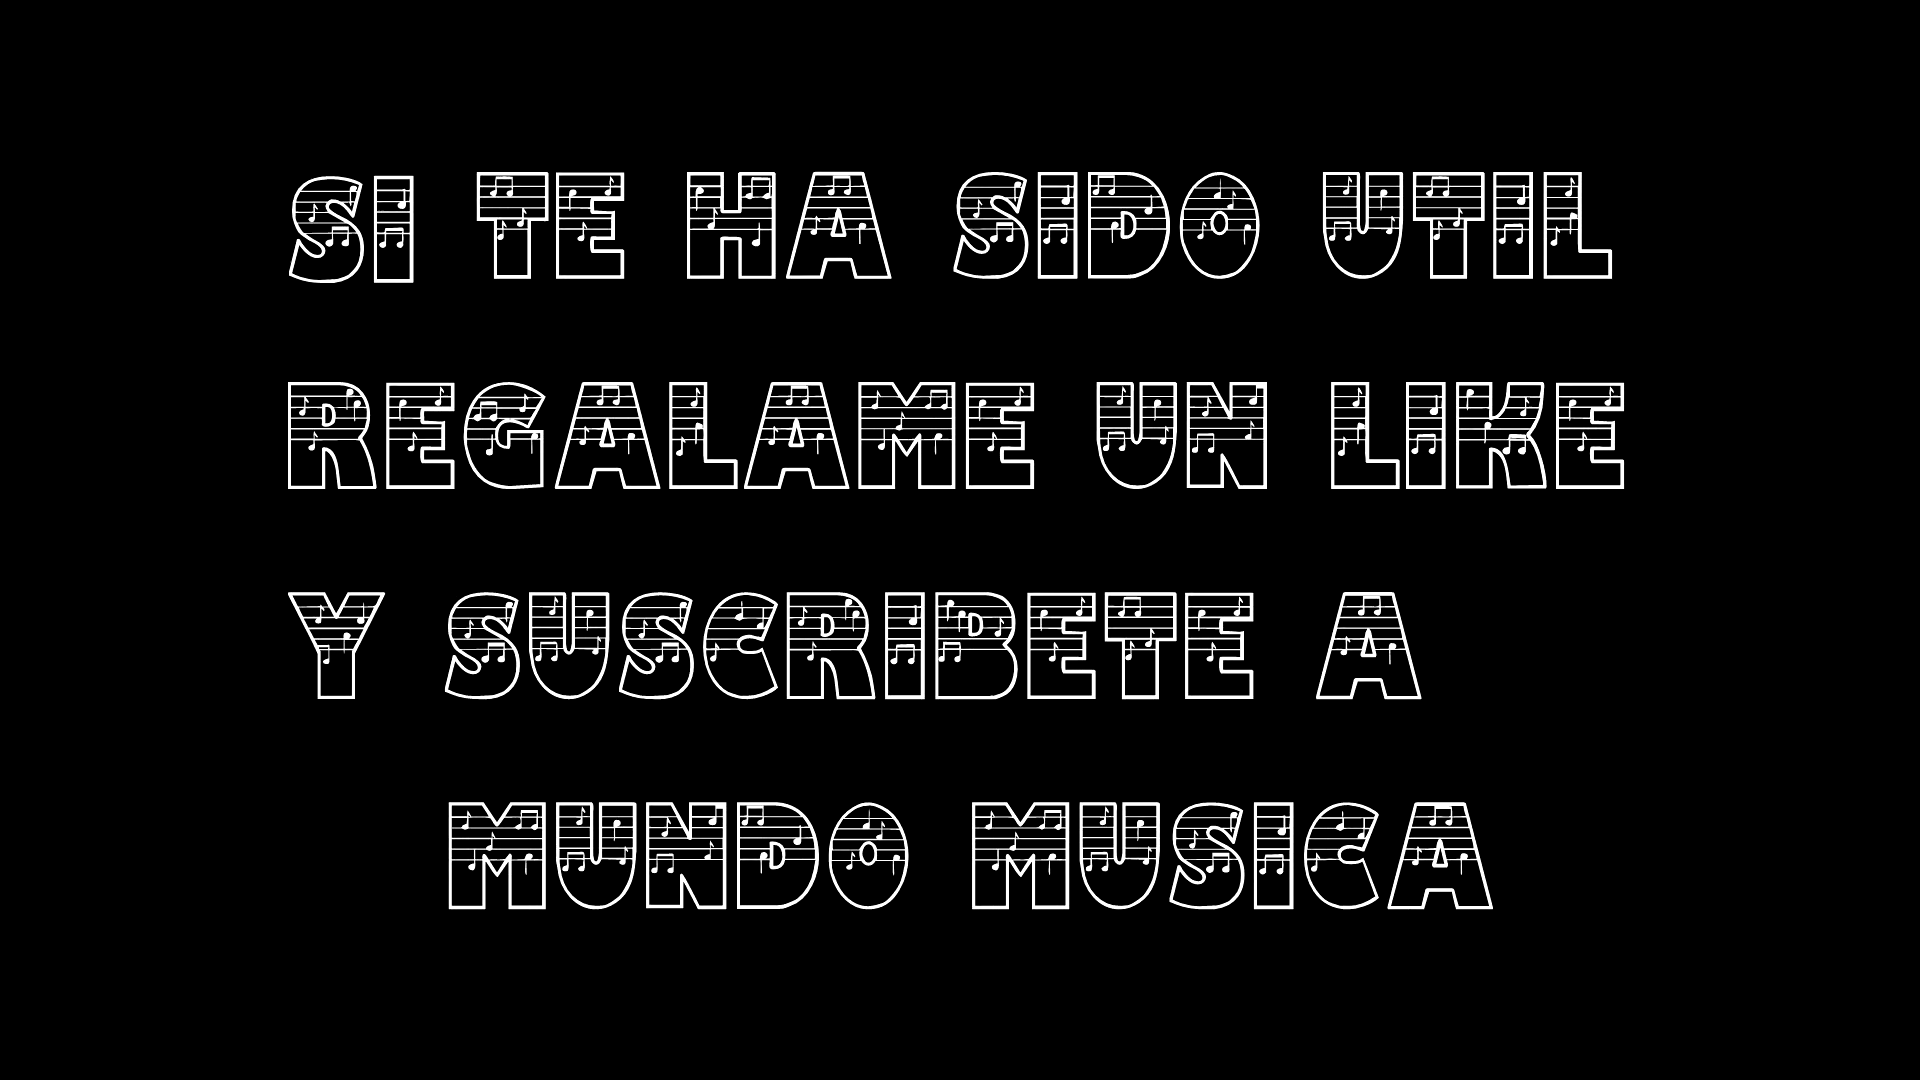 SI TE HA SIDO UTIL
REGALAME UN LIKE
Y SUSCRIBETE A
MUNDO MUSICA